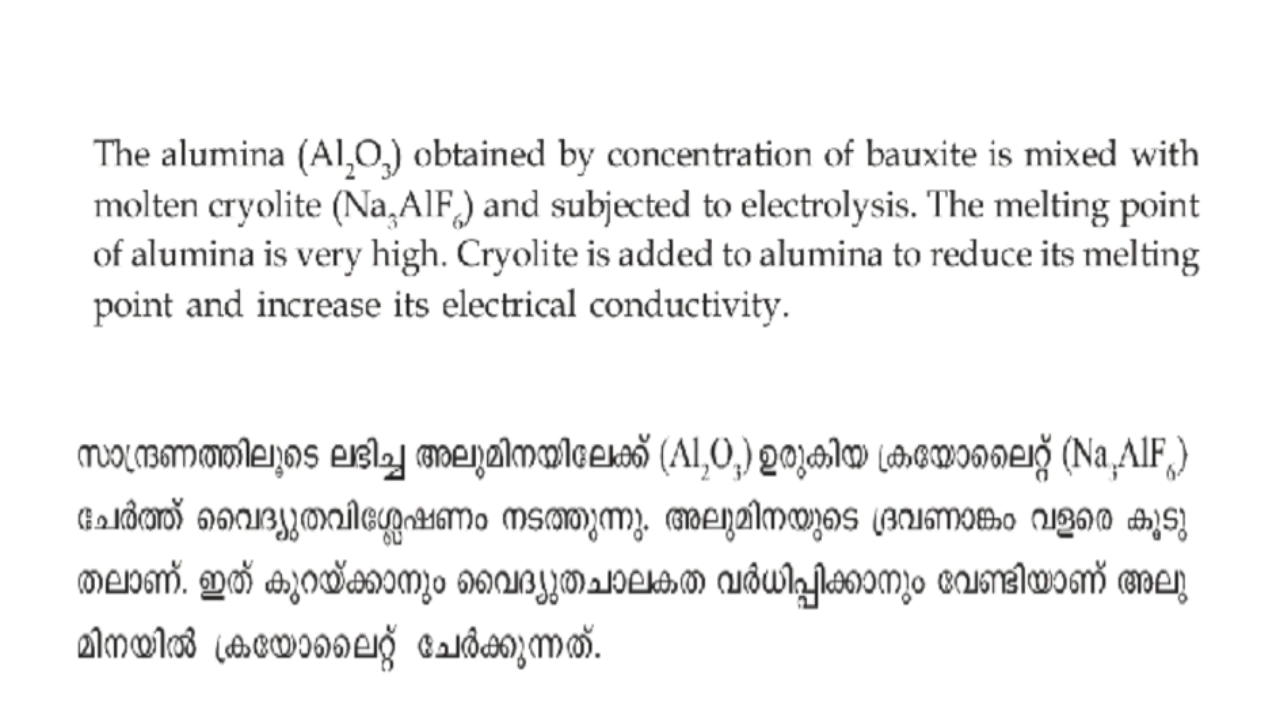 The alumina (Al₂O₃) obtained by concentration of bauxite is mixed with
molten cryolite (Na₃AlF₆) and subjected to electrolysis. The melting point
of alumina is very high. Cryolite is added to alumina to reduce its melting
point and increase its electrical conductivity.
സാന്ദ്രണത്തിലൂടെ ലഭിച്ച അലുമിനയിലേക്ക് (Al₂O₃) ഉരുകിയ ക്രയോലൈറ്റ് (Na₃AlF₆)
ചേർത്ത് വൈദ്യുതവിശ്ലേഷണം നടത്തുന്നു. അലുമിനയുടെ ദ്രവണാങ്കം വളരെ കൂടു
തലാണ്. ഇത് കുറയ്ക്കാനും വൈദ്യുതചാലകത വർധിപ്പിക്കാനും വേണ്ടിയാണ് അലു
മിനയിൽ ക്രയോലൈറ്റ് ചേർക്കുന്നത്.